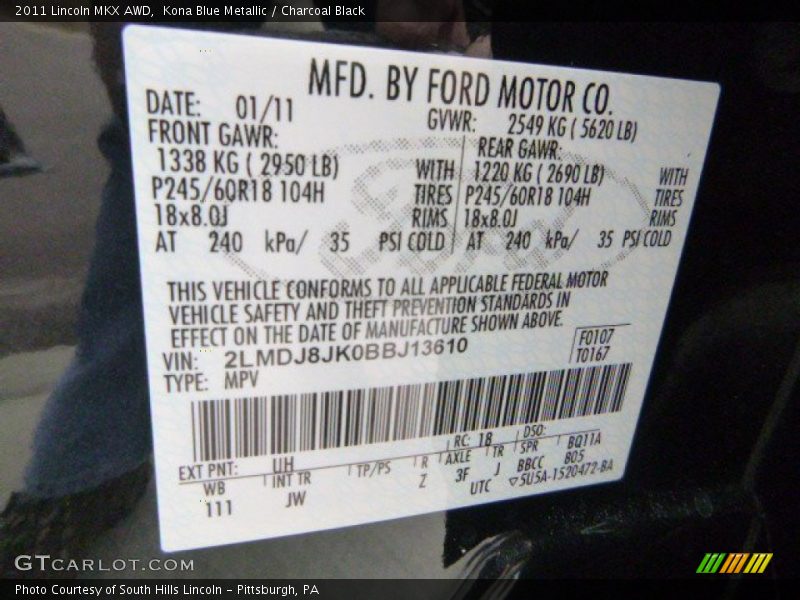 2011 Lincoln MKX AWD, Kona Blue Metallic / Charcoal Black
MFD. BY FORD MOTOR CO.
DATE: 01/11 GVWR: 2549 KG ( 5620 LB)
FRONT GAWR: REAR GAWR:
1338 KG ( 2950 LB) WITH 1220 KG ( 2690 LB) WITH
P245/60R18 104H TIRES P245/60R18 104H TIRES
18x8.0J RIMS 18x8.0J RIMS
AT 240 kPa/ 35 PSI COLD AT 240 kPa/ 35 PSI COLD
Ford
THIS VEHICLE CONFORMS TO ALL APPLICABLE FEDERAL MOTOR
VEHICLE SAFETY AND THEFT PREVENTION STANDARDS IN
EFFECT ON THE DATE OF MANUFACTURE SHOWN ABOVE.
VIN: 2LMDJ8JK0BBJ13610 F0107
TYPE: MPV T0167
EXT PNT: UH RC: 18 DSO:
WB INT TR TP/PS R AXLE TR SPR BQ11A
111 JW Z 3F J BBCC B05
UTC ▽5U5A-1520472-BA
GTCARLOT.COM
Photo Courtesy of South Hills Lincoln - Pittsburgh, PA